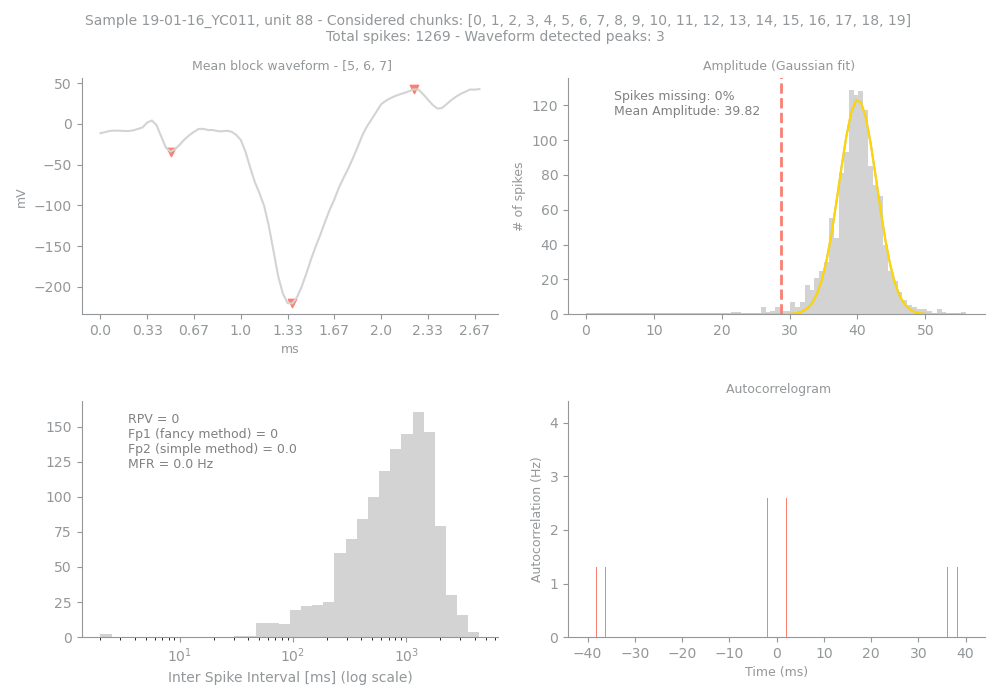 Sample 19-01-16_YC011, unit 88 - Considered chunks: [0, 1, 2, 3, 4, 5, 6, 7, 8, 9, 10, 11, 12, 13, 14, 15, 16, 17, 18, 19]
Total spikes: 1269 - Waveform detected peaks: 3
Mean block waveform - [5, 6, 7]
50
0
−50
−100
−150
−200
mV
0.0 0.33 0.67 1.0 1.33 1.67 2.0 2.33 2.67
ms
Amplitude (Gaussian fit)
Spikes missing: 0%
Mean Amplitude: 39.82
120
100
80
60
40
20
0
# of spikes
0 10 20 30 40 50
RPV = 0
Fp1 (fancy method) = 0
Fp2 (simple method) = 0.0
MFR = 0.0 Hz
150
125
100
75
50
25
0
10¹ 10² 10³
Inter Spike Interval [ms] (log scale)
Autocorrelogram
4
3
2
1
0
Autocorrelation (Hz)
−40 −30 −20 −10 0 10 20 30 40
Time (ms)